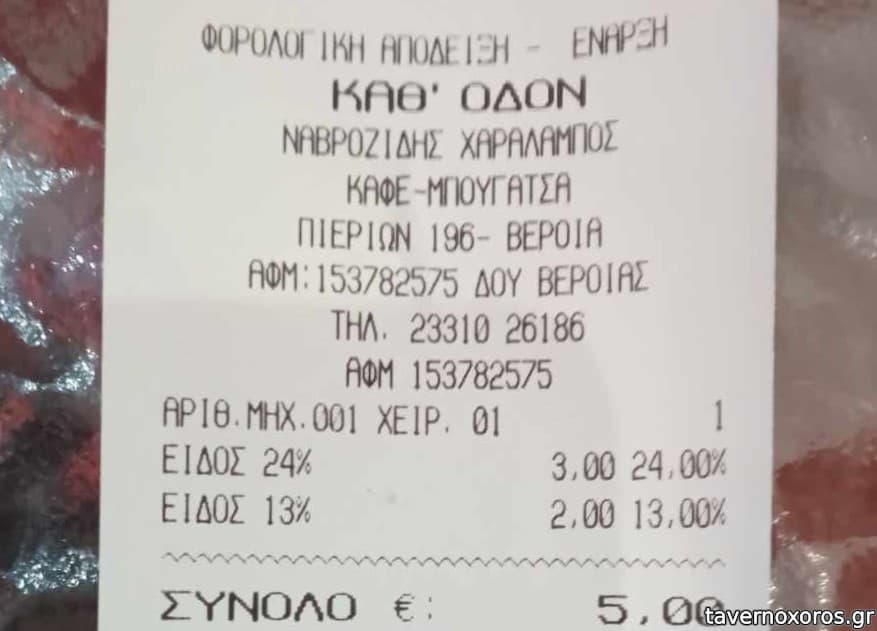 ΦΟΡΟΛΟΓΙΚΗ ΑΠΟΔΕΙΞΗ - ΕΝΑΡΞΗ
ΚΑΘ' ΟΔΟΝ
ΝΑΒΡΟΖΙΔΗΣ ΧΑΡΑΛΑΜΠΟΣ
ΚΑΦΕ-ΜΠΟΥΓΑΤΣΑ
ΠΙΕΡΙΩΝ 196- ΒΕΡΟΙΑ
ΑΦΜ:153782575 ΔΟΥ ΒΕΡΟΙΑΣ
ΤΗΛ. 23310 26186
ΑΦΜ 153782575
ΑΡΙΘ.ΜΗΧ.001 ΧΕΙΡ. 01 1
ΕΙΔΟΣ 24% 3,00 24,00%
ΕΙΔΟΣ 13% 2,00 13,00%
ΣΥΝΟΛΟ €: 5,00
tavernoxoros.gr